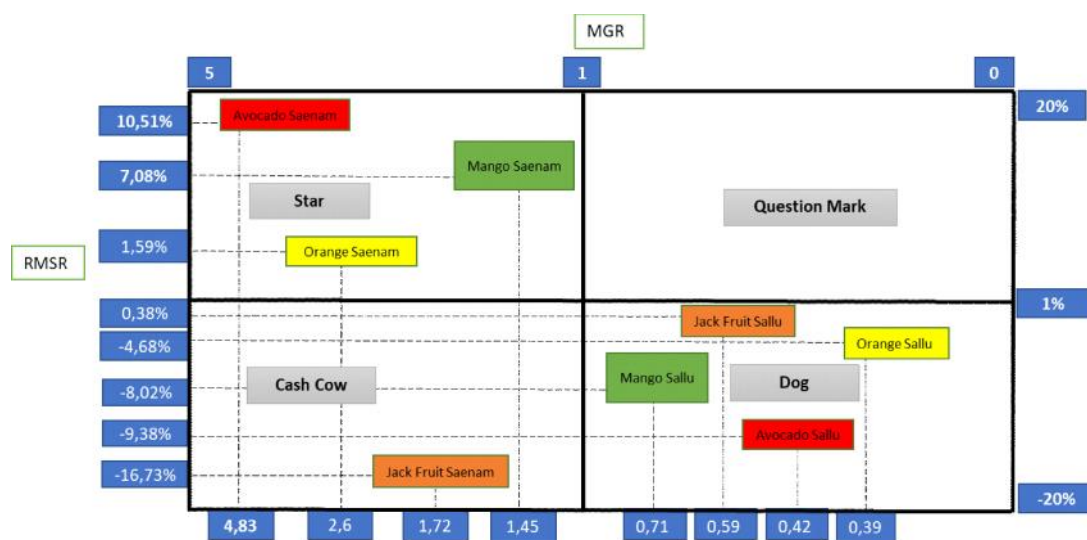 MGR
5
1
0
10,51%
Avocado Saenam
20%
7,08%
Mango Saenam
Star
Question Mark
1,59%
Orange Saenam
RMSR
0,38%
1%
Jack Fruit Sallu
-4,68%
Orange Sallu
-8,02%
Cash Cow
Mango Sallu
Dog
-9,38%
Avocado Sallu
-16,73%
Jack Fruit Saenam
-20%
4,83
2,6
1,72
1,45
0,71
0,59
0,42
0,39